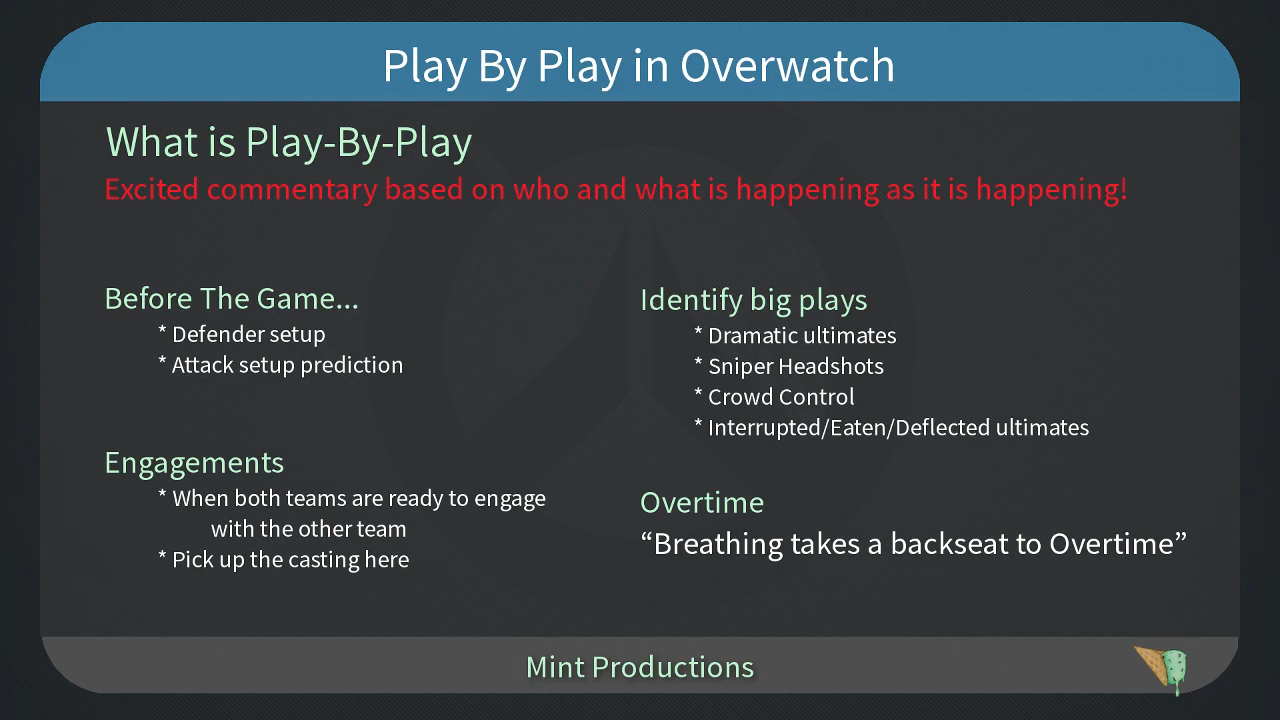 Play By Play in Overwatch
What is Play-By-Play
Excited commentary based on who and what is happening as it is happening!
Before The Game...
* Defender setup
* Attack setup prediction
Engagements
* When both teams are ready to engage
with the other team
* Pick up the casting here
Identify big plays
* Dramatic ultimates
* Sniper Headshots
* Crowd Control
* Interrupted/Eaten/Deflected ultimates
Overtime
“Breathing takes a backseat to Overtime”
Mint Productions